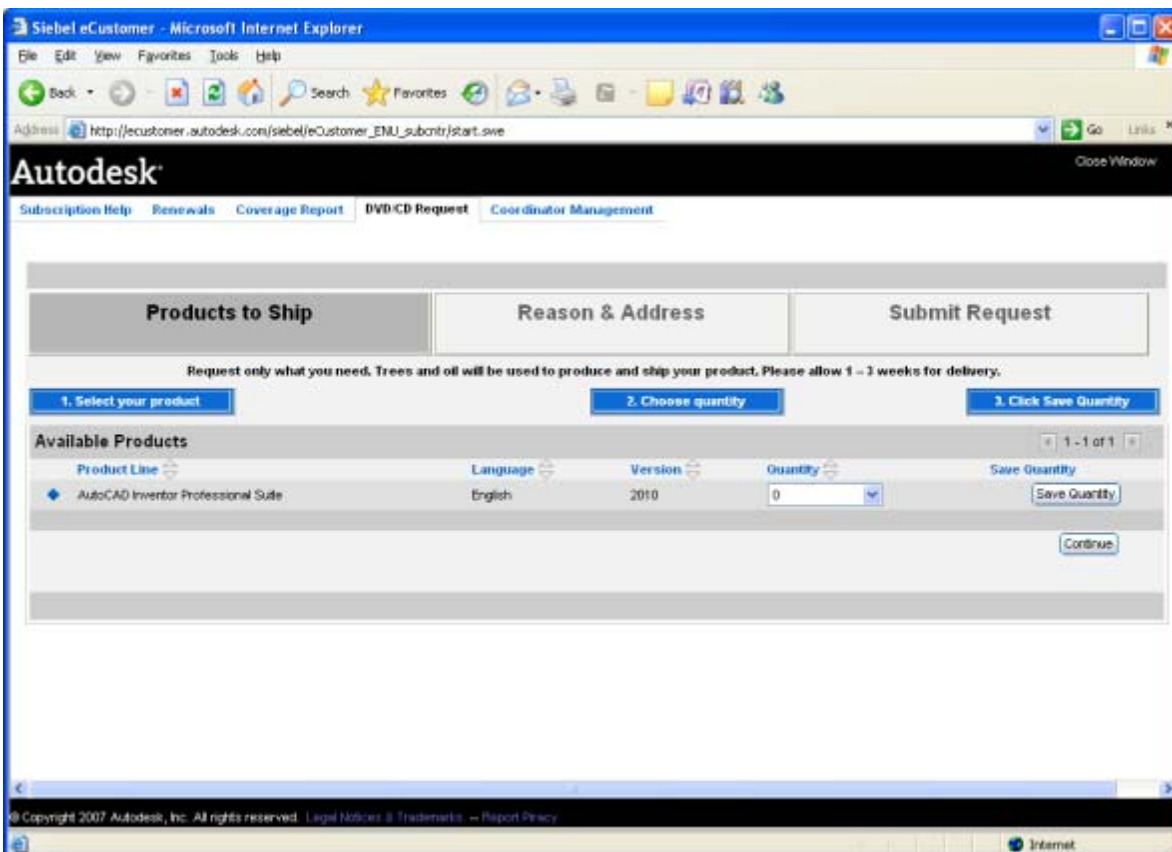 Siebel eCustomer - Microsoft Internet Explorer
File Edit View Favorites Tools Help
Back Search Favorites
Address http://ecustomer.autodesk.com/siebel/eCustomer_ENU_subcntr/start.swe Go Links
Autodesk Close Window
Subscription Help Renewals Coverage Report DVD/CD Request Coordinator Management
Products to Ship Reason & Address Submit Request
Request only what you need. Trees and oil will be used to produce and ship your product. Please allow 1 – 3 weeks for delivery.
1. Select your product 2. Choose quantity 3. Click Save Quantity
Available Products 1 - 1 of 1
Product Line Language Version Quantity Save Quantity
AutoCAD Inventor Professional Suite English 2010 0 Save Quantity
Continue
© Copyright 2007 Autodesk, Inc. All rights reserved. Legal Notices & Trademarks — Report Piracy
Internet